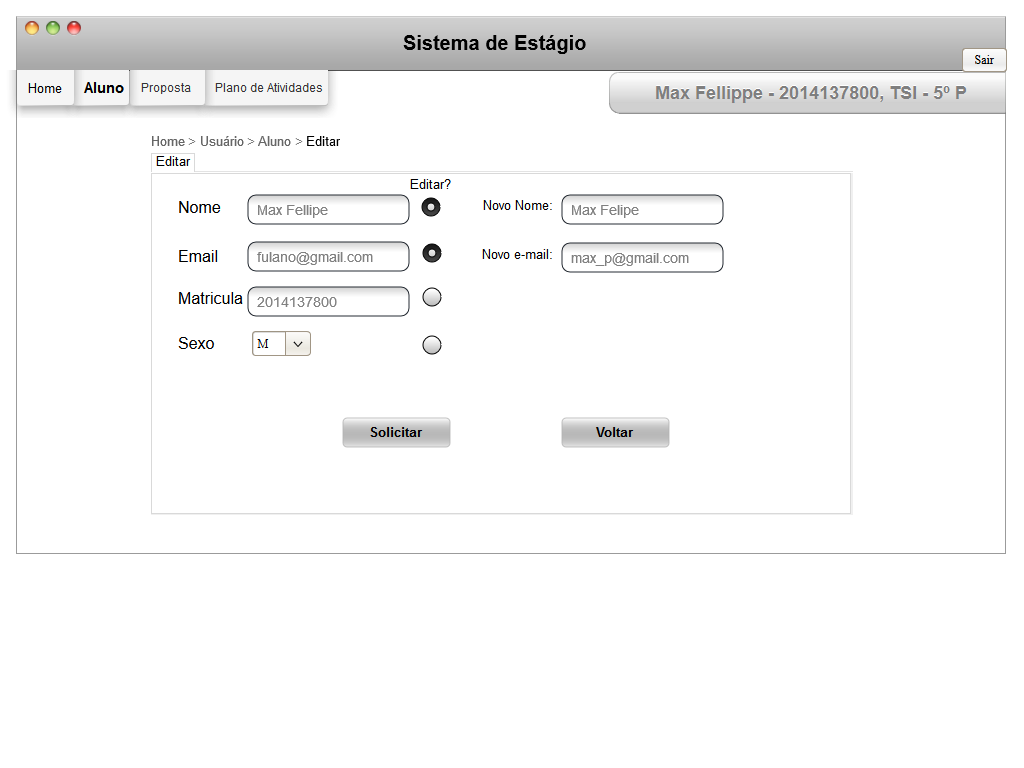 Sistema de Estágio
Sair
Home Aluno Proposta Plano de Atividades
Max Fellippe - 2014137800, TSI - 5º P
Home > Usuário > Aluno > Editar
Editar
Editar?
Nome Max Fellipe Novo Nome: Max Felipe
Email fulano@gmail.com Novo e-mail: max_p@gmail.com
Matricula 2014137800
Sexo M
Solicitar Voltar